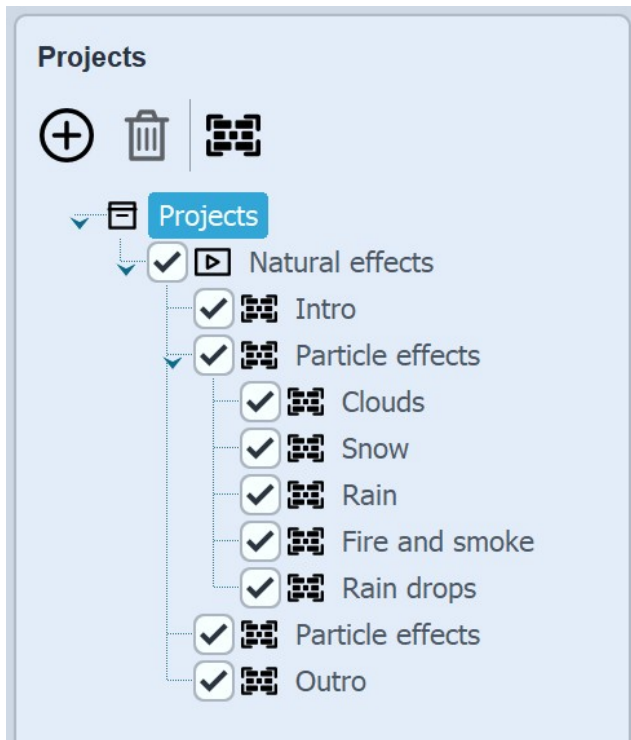 Projects
Projects
Natural effects
Intro
Particle effects
Clouds
Snow
Rain
Fire and smoke
Rain drops
Particle effects
Outro